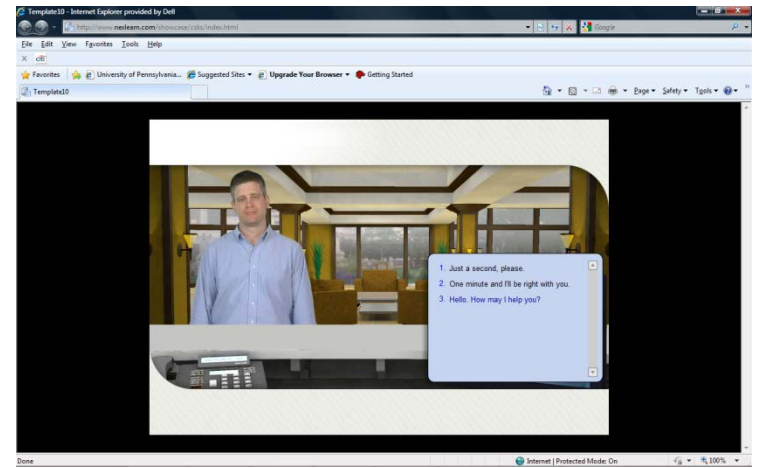 Template10 - Internet Explorer provided by Dell
http://www.nexlearn.com/showcase/csks/index.html
Google
File Edit View Favorites Tools Help
X
Favorites University of Pennsylvania... Suggested Sites Upgrade Your Browser Getting Started
Template10
Page Safety Tools
1. Just a second, please.
2. One minute and I'll be right with you.
3. Hello. How may I help you?
Done
Internet | Protected Mode: On
100%